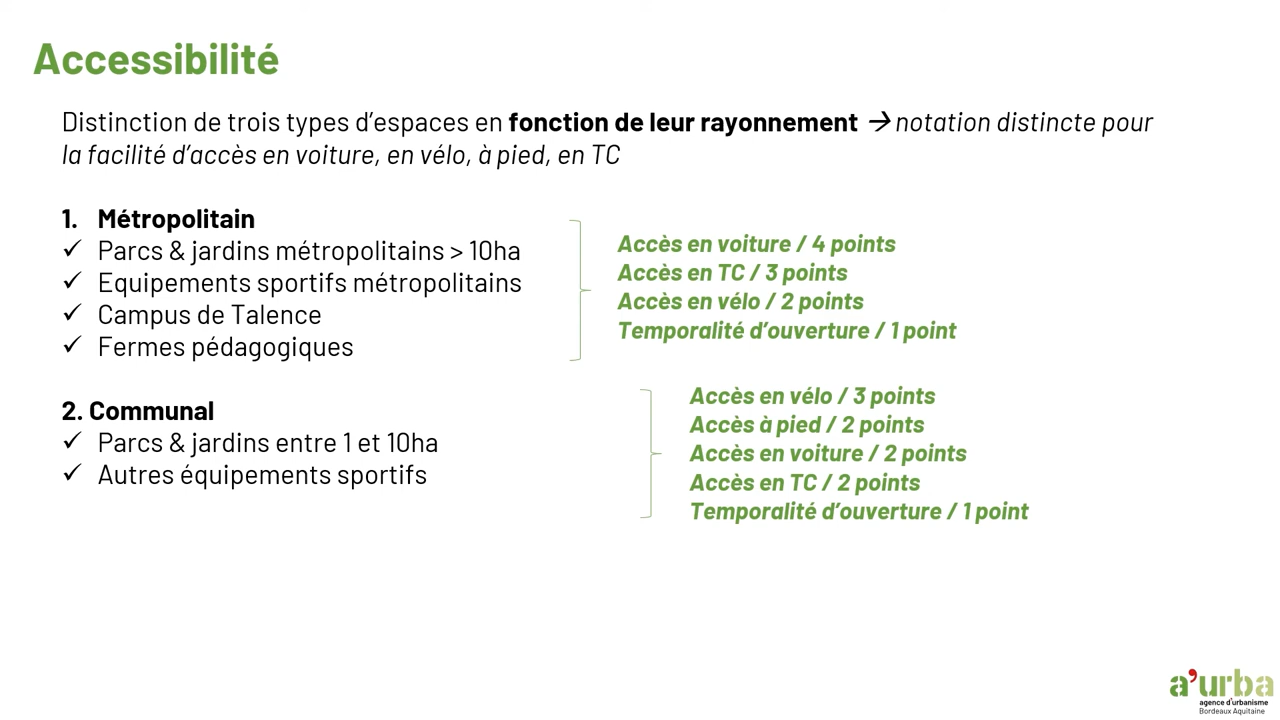 Accessibilité
Distinction de trois types d’espaces en fonction de leur rayonnement → notation distincte pour
la facilité d’accès en voiture, en vélo, à pied, en TC
1. Métropolitain
✓ Parcs & jardins métropolitains > 10ha
✓ Equipements sportifs métropolitains
✓ Campus de Talence
✓ Fermes pédagogiques
Accès en voiture / 4 points
Accès en TC / 3 points
Accès en vélo / 2 points
Temporalité d’ouverture / 1 point
2. Communal
✓ Parcs & jardins entre 1 et 10ha
✓ Autres équipements sportifs
Accès en vélo / 3 points
Accès à pied / 2 points
Accès en voiture / 2 points
Accès en TC / 2 points
Temporalité d’ouverture / 1 point
a’urba
agence d’urbanisme
Bordeaux Aquitaine